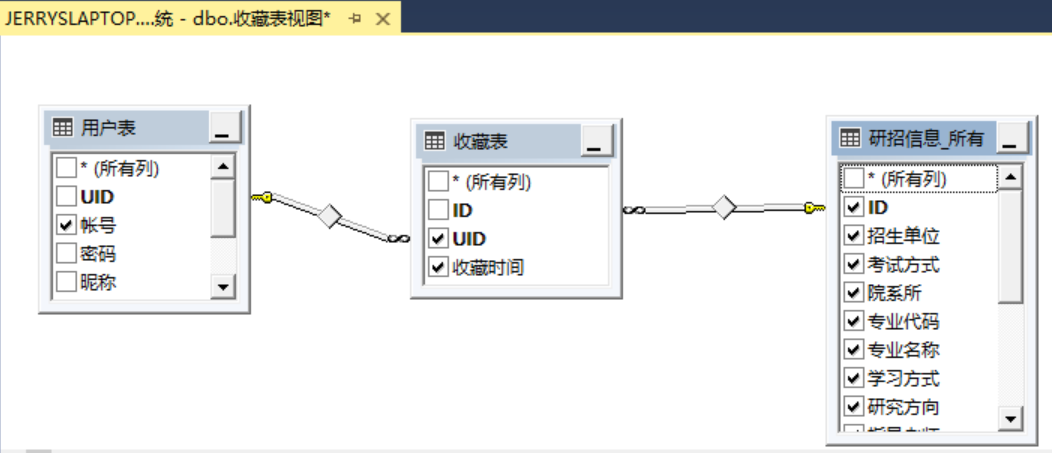 JERRYSLAPTOP....统 - dbo.收藏表视图*
用户表
* (所有列)
UID
帐号
密码
昵称
收藏表
* (所有列)
ID
UID
收藏时间
研招信息_所有
* (所有列)
ID
招生单位
考试方式
院系所
专业代码
专业名称
学习方式
研究方向